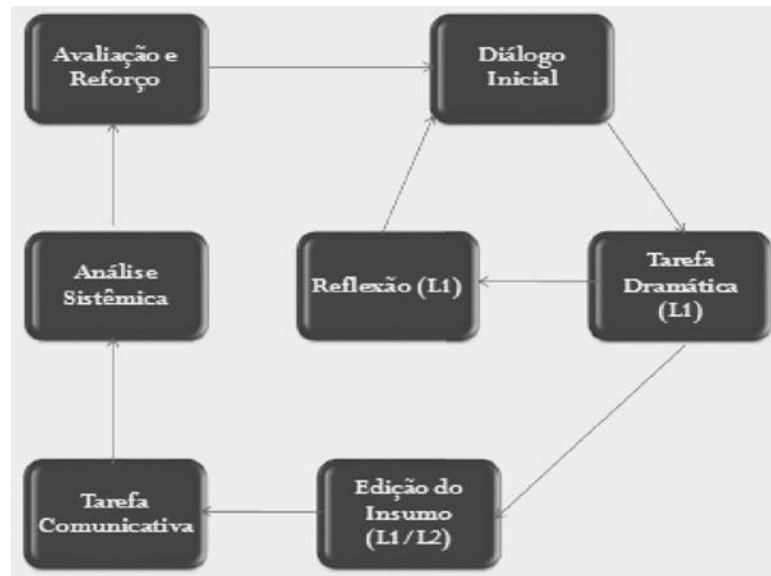 Avaliação e
Reforço
Diálogo
Inicial
Análise
Sistêmica
Reflexão (L1)
Tarefa
Dramática
(L1)
Tarefa
Comunicativa
Edição do
Insumo
(L1/L2)